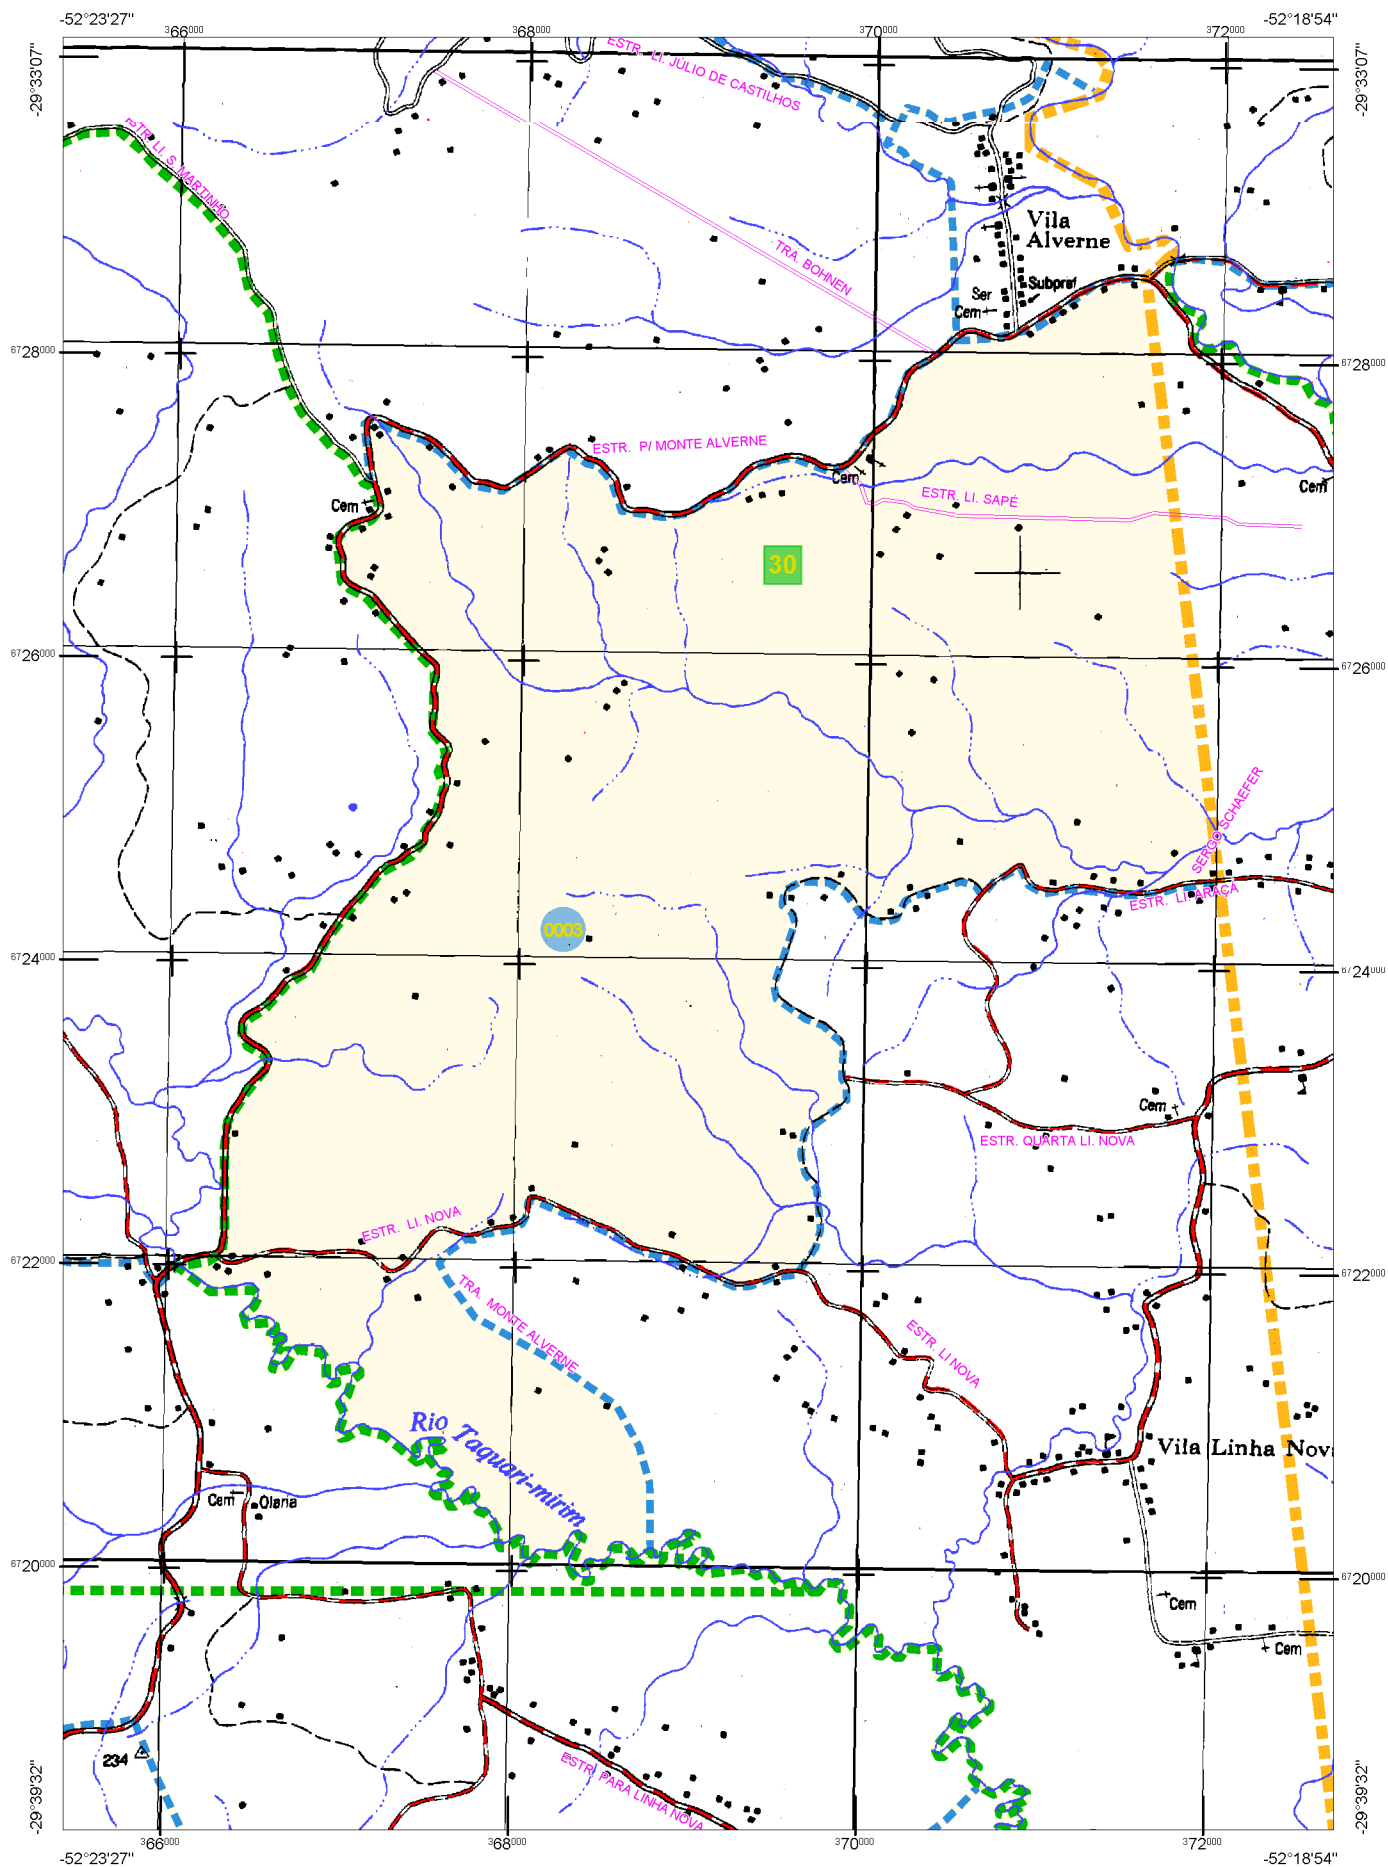 -52°23'27"
-52°18'54"
366000
368000
370000
372000
-29°33'07"
-29°33'07"
ESTR. LI. JÚLIO DE CASTILHOS
TR. LI. S. MARTINHO
TRA. BOHNEN
Vila
Alverne
Subpref
Ser
Cem
6728000
6728000
ESTR. P/ MONTE ALVERNE
Cem
Cem
Cem
ESTR. LI. SAPÉ
30
6726000
6726000
SERGO SCHAEFER
ESTR. LI. ARAÇA
0003
6724000
6724000
Cem
ESTR. QUARTA LI. NOVA
ESTR. LI. NOVA
6722000
6722000
TRA. MONTE ALVERNE
ESTR. LI NOVA
Rio Taquari-mirim
Vila Linha Nov
Cem
Olaria
6720000
6720000
Cem
Cem
234
ESTR. PARA LINHA NOVA
-29°39'32"
-29°39'32"
366000
368000
370000
372000
-52°23'27"
-52°18'54"